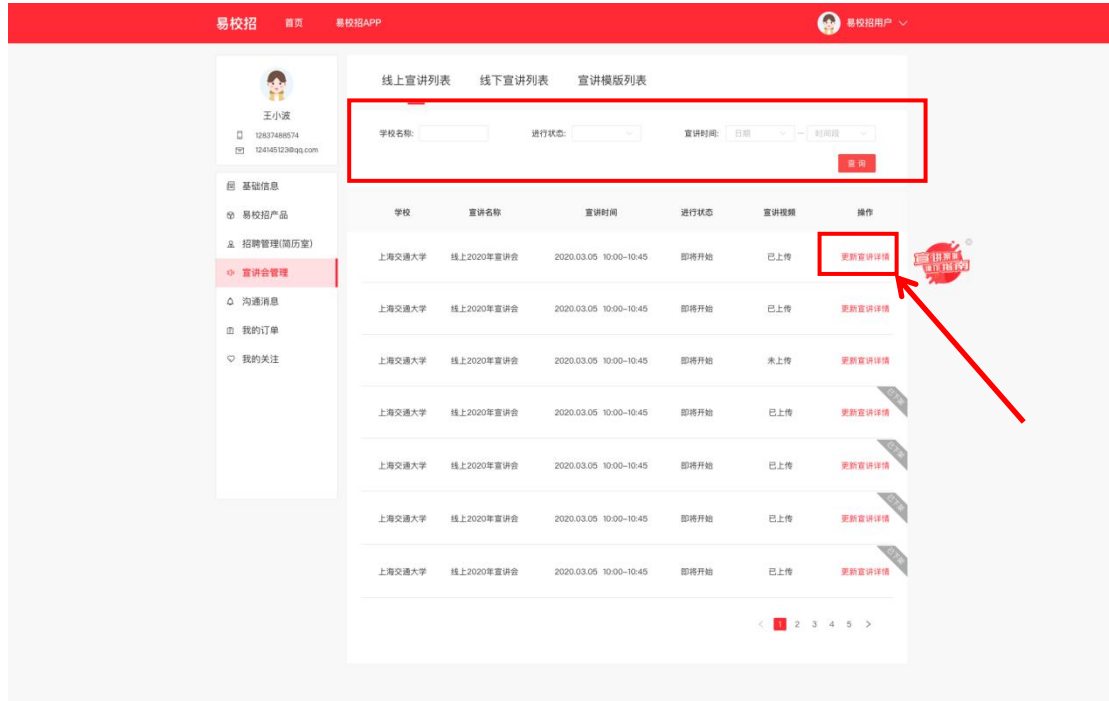 易校招 首页 易校招APP 易校招用户
王小波
12837488574
124145123@qq.com
基础信息
易校招产品
招聘管理(简历室)
宣讲会管理
沟通消息
我的订单
我的关注
线上宣讲列表 线下宣讲列表 宣讲模版列表
学校名称: 进行状态: 宣讲时间: 日期 - 时间段
查询
学校 宣讲名称 宣讲时间 进行状态 宣讲视频 操作
上海交通大学 线上2020年宣讲会 2020.03.05 10:00-10:45 即将开始 已上传 更新宣讲详情
上海交通大学 线上2020年宣讲会 2020.03.05 10:00-10:45 即将开始 已上传 更新宣讲详情
上海交通大学 线上2020年宣讲会 2020.03.05 10:00-10:45 即将开始 未上传 更新宣讲详情
上海交通大学 线上2020年宣讲会 2020.03.05 10:00-10:45 即将开始 已上传 更新宣讲详情 已下架
上海交通大学 线上2020年宣讲会 2020.03.05 10:00-10:45 即将开始 已上传 更新宣讲详情 已下架
上海交通大学 线上2020年宣讲会 2020.03.05 10:00-10:45 即将开始 已上传 更新宣讲详情 已下架
上海交通大学 线上2020年宣讲会 2020.03.05 10:00-10:45 即将开始 已上传 更新宣讲详情 已下架
< 1 2 3 4 5 >
宣讲
操作指南